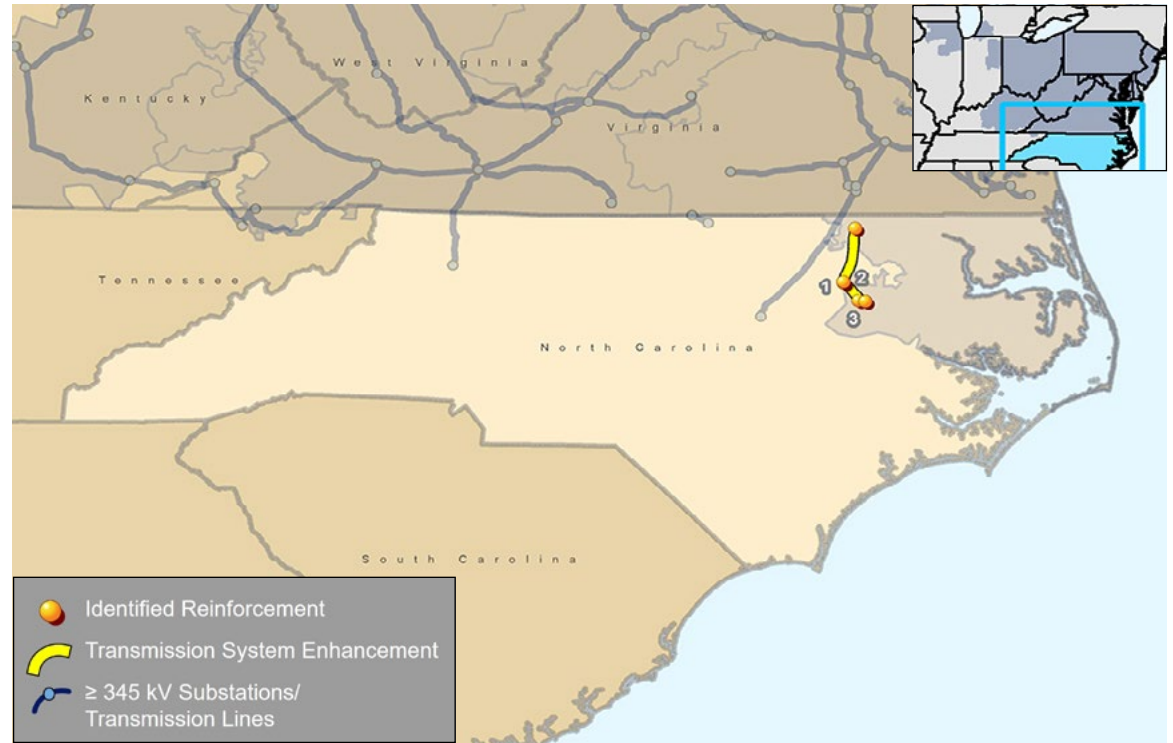 West Virginia
Kentucky
Virginia
Tennessee
1
2
3
North Carolina
South Carolina
Identified Reinforcement
Transmission System Enhancement
≥ 345 kV Substations/
Transmission Lines